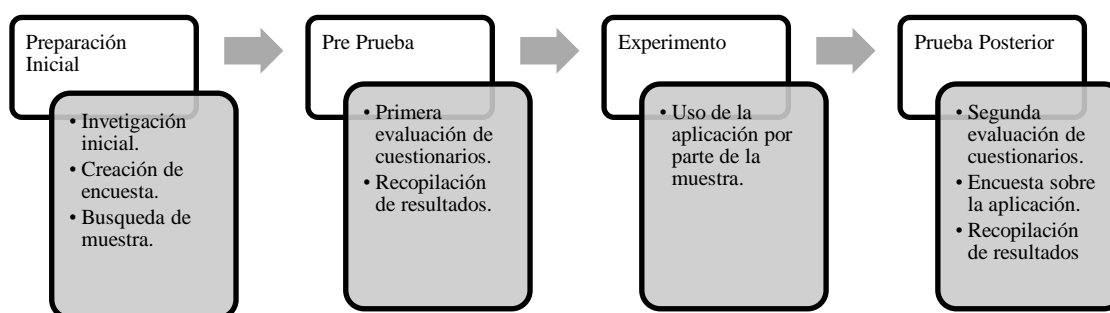 Preparación
Inicial
• Invetigación
inicial.
• Creación de
encuesta.
• Busqueda de
muestra.
Pre Prueba
• Primera
evaluación de
cuestionarios.
• Recopilación
de resultados.
Experimento
• Uso de la
aplicación por
parte de la
muestra.
Prueba Posterior
• Segunda
evaluación de
cuestionarios.
• Encuesta sobre
la aplicación.
• Recopilación
de resultados